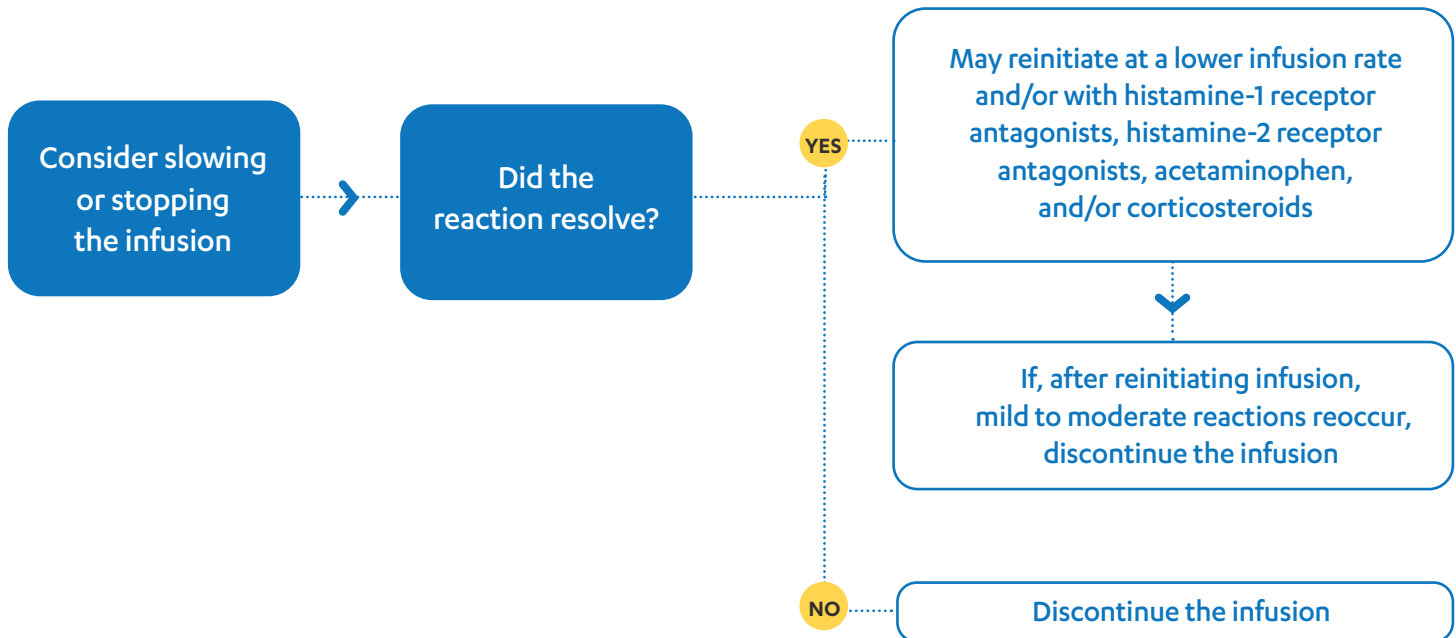 Consider slowing
or stopping
the infusion
Did the
reaction resolve?
YES
May reinitiate at a lower infusion rate
and/or with histamine-1 receptor
antagonists, histamine-2 receptor
antagonists, acetaminophen,
and/or corticosteroids
If, after reinitiating infusion,
mild to moderate reactions reoccur,
discontinue the infusion
NO
Discontinue the infusion